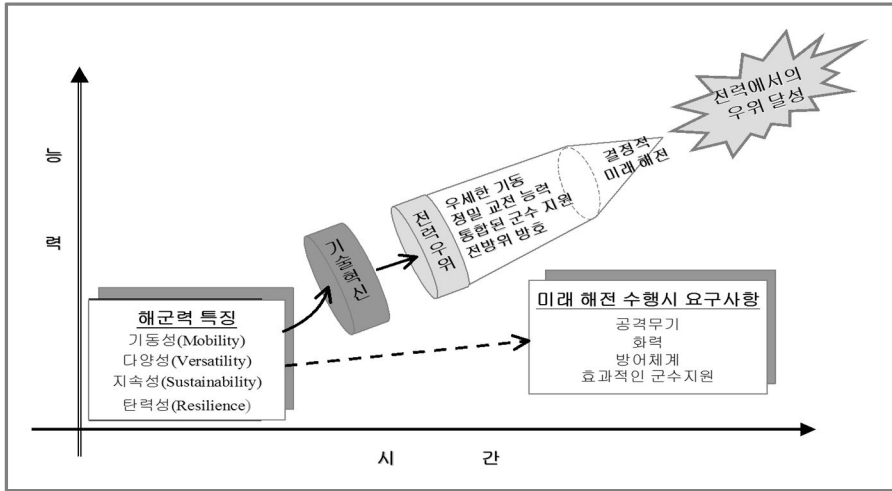 전력에서의
우위 달성
능
력
결정적
미래 해전
우세한 기동
정밀 교전 능력
통합된 군수 지원
전방위 방호
전력우위
기술혁신
해군력 특징
기동성(Mobility)
다양성(Versatility)
지속성(Sustainability)
탄력성(Resilience)
미래 해전 수행시 요구사항
공격무기
화력
방어체계
효과적인 군수지원
시 간